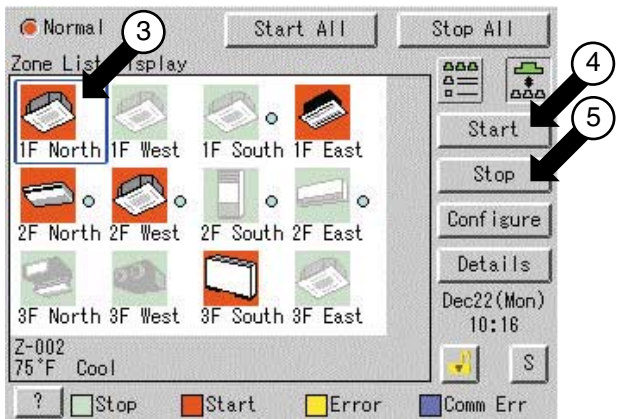 Normal
3
Start All
Stop All
Zone List Display
4
1F North 1F West 1F South 1F East
Start
5
Stop
2F North 2F West 2F South 2F East
Configure
Details
3F North 3F West 3F South 3F East
Dec22(Mon)
10:16
Z-002
75°F Cool
S
? Stop Start Error Comm Err